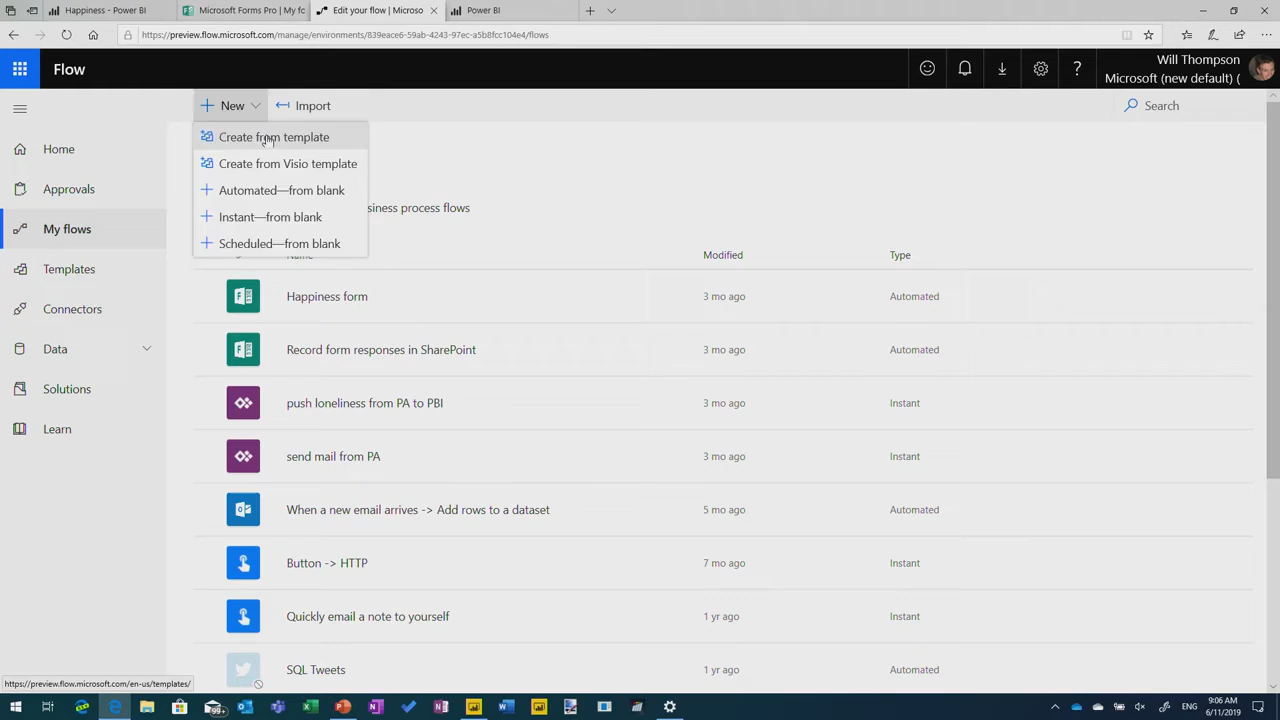 Happiness - Power BI
Microsoft Forms Pro | My fc
Edit your flow | Microso
Power BI
https://preview.flow.microsoft.com/manage/environments/839eace6-59ab-4243-97ec-a5b8fcc104e4/flows
Flow
Will Thompson
Microsoft (new default) (
New
Import
Search
Create from template
Create from Visio template
Automated—from blank
Instant—from blank
Scheduled—from blank
Home
Approvals
My flows
Templates
Connectors
Data
Solutions
Learn
siness process flows
Name
Modified
Type
Happiness form
3 mo ago
Automated
Record form responses in SharePoint
3 mo ago
Automated
push loneliness from PA to PBI
3 mo ago
Instant
send mail from PA
3 mo ago
Instant
When a new email arrives -> Add rows to a dataset
5 mo ago
Automated
Button -> HTTP
7 mo ago
Instant
Quickly email a note to yourself
1 yr ago
Instant
SQL Tweets
1 yr ago
Automated
https://preview.flow.microsoft.com/en-us/templates/
99+
ENG
9:06 AM
6/11/2019